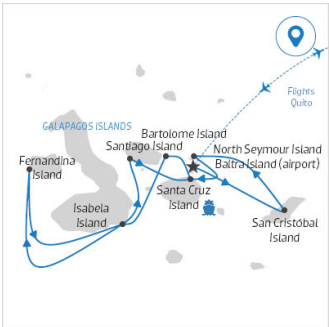 Flights
Quito
GALAPAGOS ISLANDS
Bartolome Island
Santiago Island
North Seymour Island
Baltra Island (airport)
Fernandina
Island
Santa Cruz
Island
Isabela
Island
San Cristóbal
Island